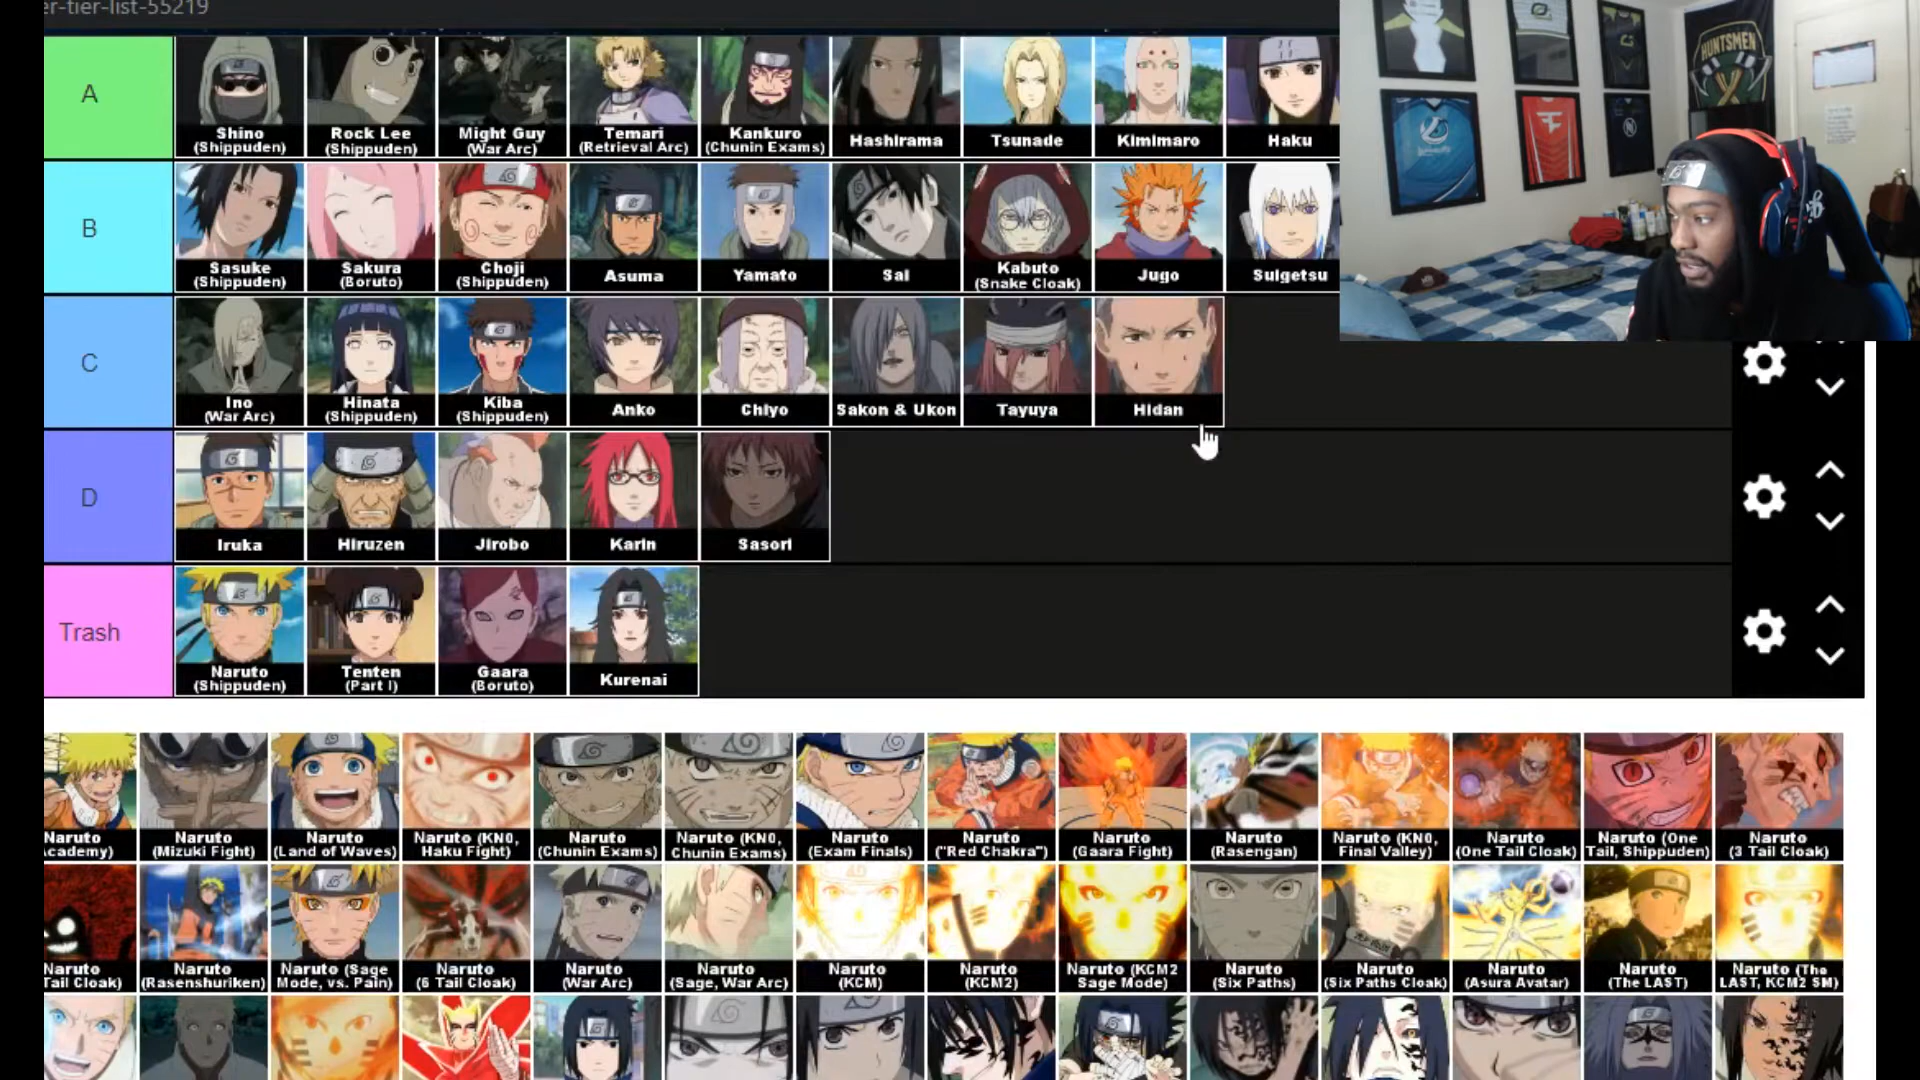 er-tier-list-55219
A
Shino
(Shippuden)
Rock Lee
(Shippuden)
Might Guy
(War Arc)
Temari
(Retrieval Arc)
Kankuro
(Chunin Exams)
Hashirama
Tsunade
Kimimaro
Haku
HUNTSMEN
B
Sasuke
(Shippuden)
Sakura
(Boruto)
Choji
(Shippuden)
Asuma
Yamato
Sai
Kabuto
(Snake Cloak)
Jugo
Suigetsu
C
Ino
(War Arc)
Hinata
(Shippuden)
Kiba
(Shippuden)
Anko
Chiyo
Sakon & Ukon
Tayuya
Hidan
D
Iruka
Hiruzen
Jirobo
Karin
Sasori
Trash
Naruto
(Shippuden)
Tenten
(Part I)
Gaara
(Boruto)
Kurenai
Naruto
cademy)
Naruto
(Mizuki Fight)
Naruto
(Land of Waves)
Naruto (KN0,
Haku Fight)
Naruto
(Chunin Exams)
Naruto (KN0,
Chunin Exams)
Naruto
(Exam Finals)
Naruto
("Red Chakra")
Naruto
(Gaara Fight)
Naruto
(Rasengan)
Naruto (KN0,
Final Valley)
Naruto
(One Tail Cloak)
Naruto (One
Tail, Shippuden)
Naruto
(3 Tail Cloak)
Naruto
Tail Cloak)
Naruto
(Rasenshuriken)
Naruto (Sage
Mode, vs. Pain)
Naruto
(6 Tail Cloak)
Naruto
(War Arc)
Naruto
(Sage, War Arc)
Naruto
(KCM)
Naruto
(KCM2)
Naruto (KCM2
Sage Mode)
Naruto
(Six Paths)
Naruto
(Six Paths Cloak)
Naruto
(Asura Avatar)
Naruto
(The LAST)
Naruto (The
LAST, KCM2 SM)